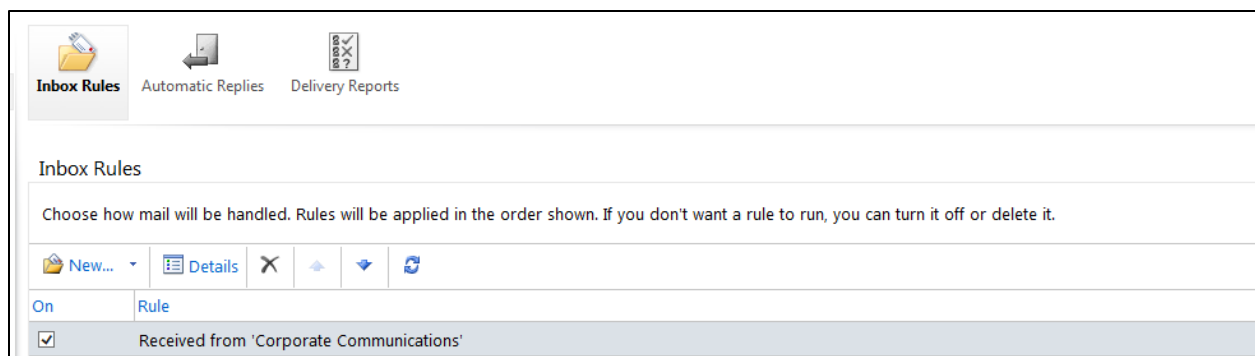 Inbox Rules Automatic Replies Delivery Reports
Inbox Rules
Choose how mail will be handled. Rules will be applied in the order shown. If you don't want a rule to run, you can turn it off or delete it.
New... Details
On Rule
Received from 'Corporate Communications'